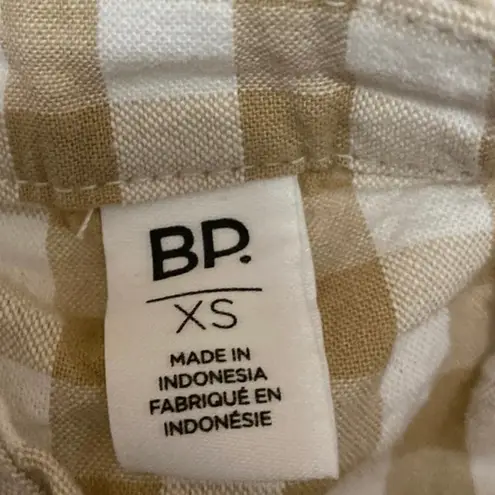 BP.
XS
MADE IN
INDONESIA
FABRIQUÉ EN
INDONÉSIE